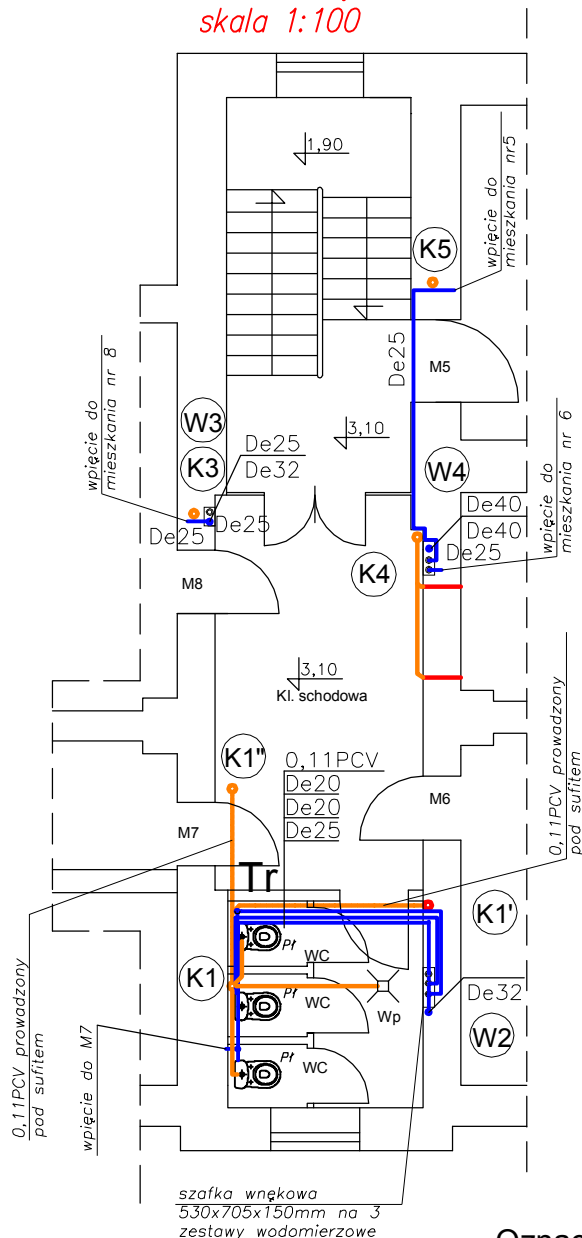 skala 1:100
1,90
K5
wpięcie do
mieszkania nr5
De25
M5
W3
K3
wpięcie do
mieszkania nr 8
De25
De32
De25
De25
3,10
W4
De40
De40
De25
wpięcie do
mieszkania nr 6
K4
M8
3,10
Kl. schodowa
K1"
0,11PCV
De20
De20
De25
M6
M7
0,11PCV prowadzony
pod sufitem
Tr
K1'
K1
Pł
WC
Pł
WC
Pł
WC
Wp
De32
W2
0,11PCV prowadzony
pod sufitem
wpięcie do M7
szafka wnękowa
530x705x150mm na 3
zestawy wodomierzowe